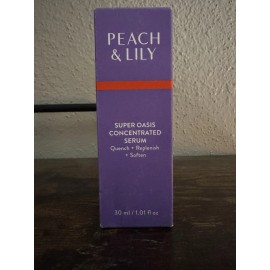 PEACH
& LILY
SUPER OASIS
CONCENTRATED
SERUM
Quench + Replenish
+ Soften
30 ml / 1.01 fl oz